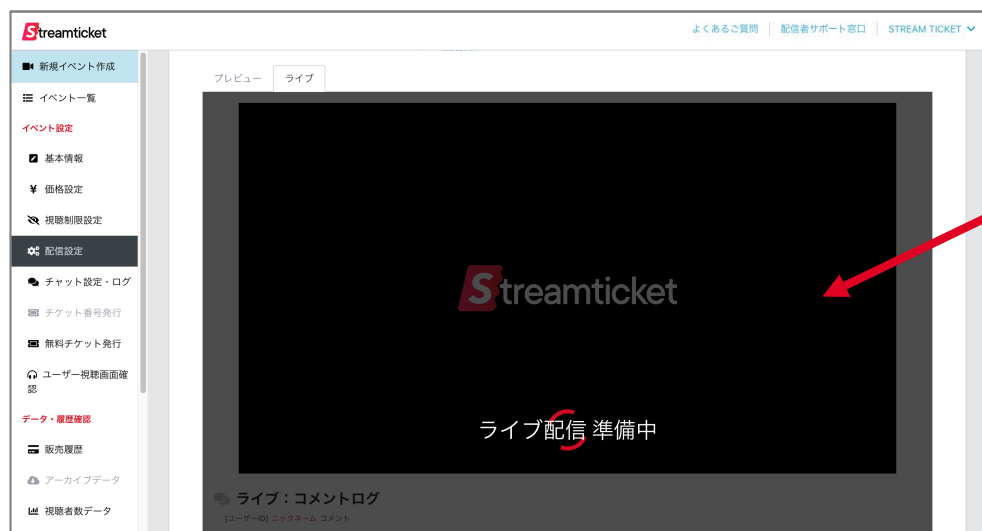 Streamticket
よくあるご質問
配信者サポート窓口
STREAM TICKET
新規イベント作成
イベント一覧
イベント設定
基本情報
価格設定
視聴制限設定
配信設定
チャット設定・ログ
チケット番号発行
無料チケット発行
ユーザー視聴画面確
認
データ・履歴確認
販売履歴
アーカイブデータ
視聴者数データ
プレビュー
ライブ
Streamticket
ライブ配信 準備中
ライブ：コメントログ
[ユーザーID] ニックネーム コメント